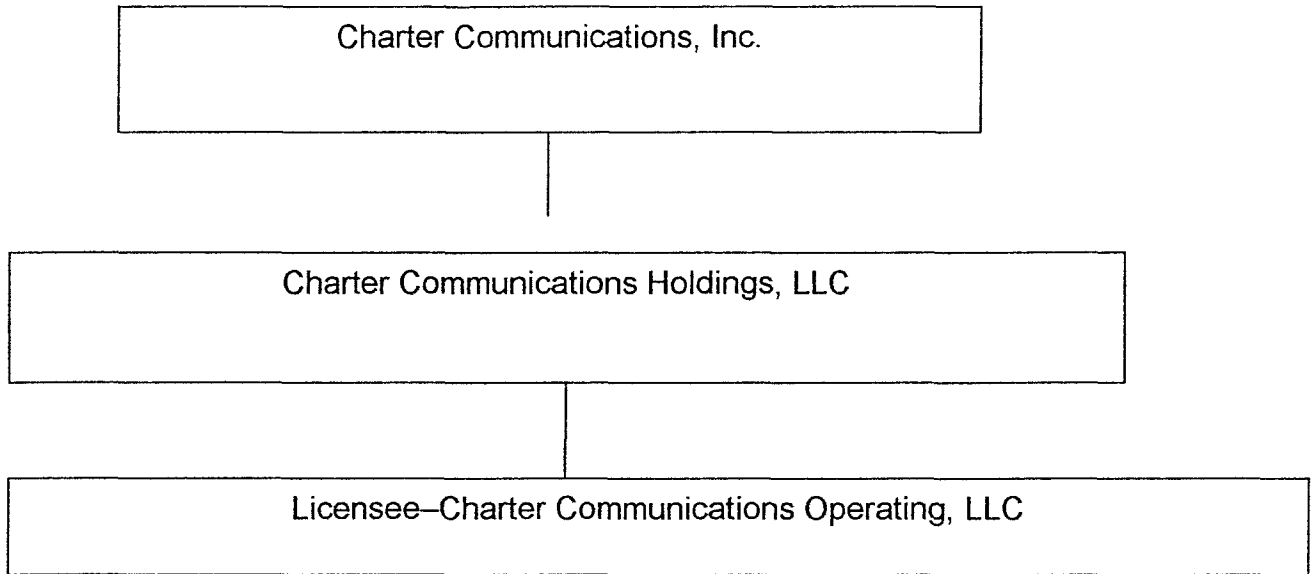 Charter Communications, Inc.
Charter Communications Holdings, LLC
Licensee–Charter Communications Operating, LLC